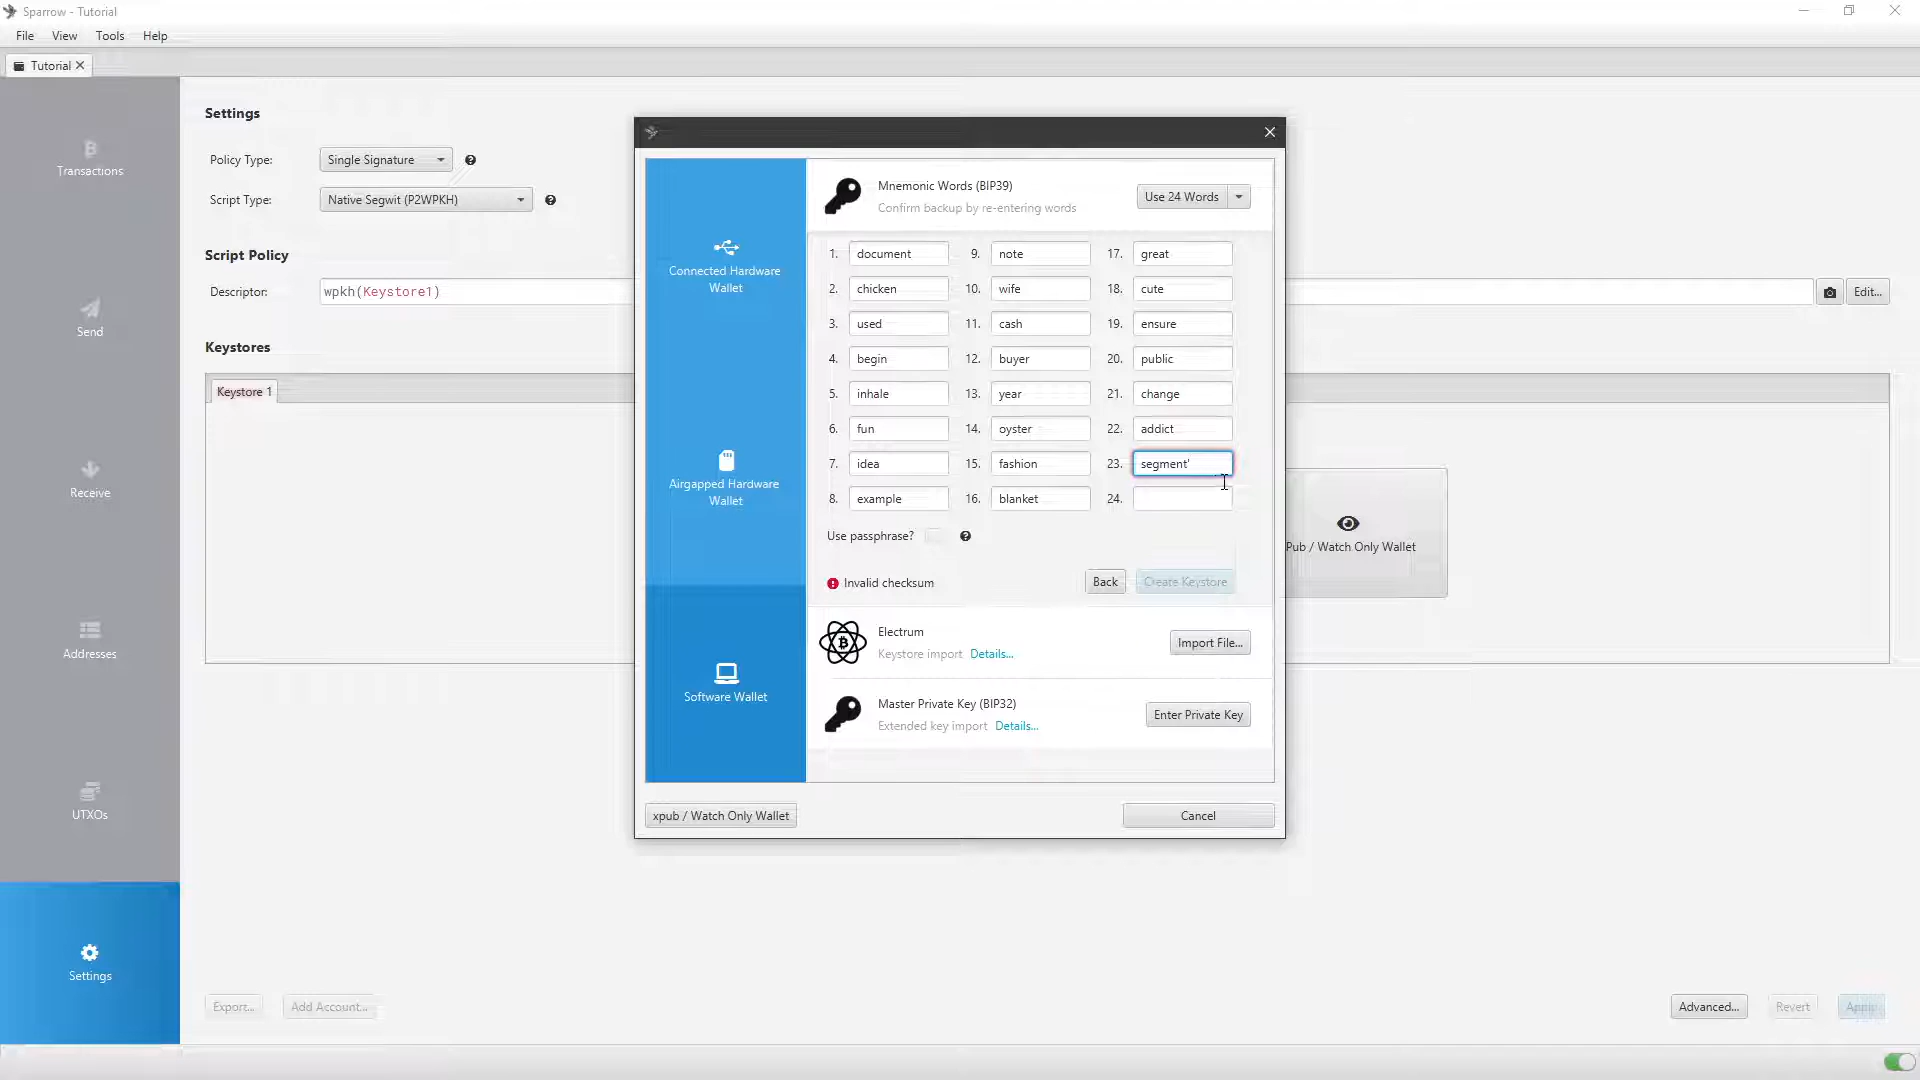 Sparrow - Tutorial
File View Tools Help
Tutorial
Transactions
Send
Receive
Addresses
UTXOs
Settings
Settings
Policy Type: Single Signature
Script Type: Native Segwit (P2WPKH)
Script Policy
Descriptor: wpkh(Keystore1)
Edit...
Keystores
Keystore 1
Pub / Watch Only Wallet
Connected Hardware
Wallet
Airgapped Hardware
Wallet
Software Wallet
Mnemonic Words (BIP39)
Confirm backup by re-entering words
Use 24 Words
1. document 9. note 17. great
2. chicken 10. wife 18. cute
3. used 11. cash 19. ensure
4. begin 12. buyer 20. public
5. inhale 13. year 21. change
6. fun 14. oyster 22. addict
7. idea 15. fashion 23. segment'
8. example 16. blanket 24.
Use passphrase?
Invalid checksum
Back Create Keystore
Electrum
Keystore import Details...
Import File...
Master Private Key (BIP32)
Extended key import Details...
Enter Private Key
xpub / Watch Only Wallet Cancel
Export... Add Account... Advanced... Revert Apply